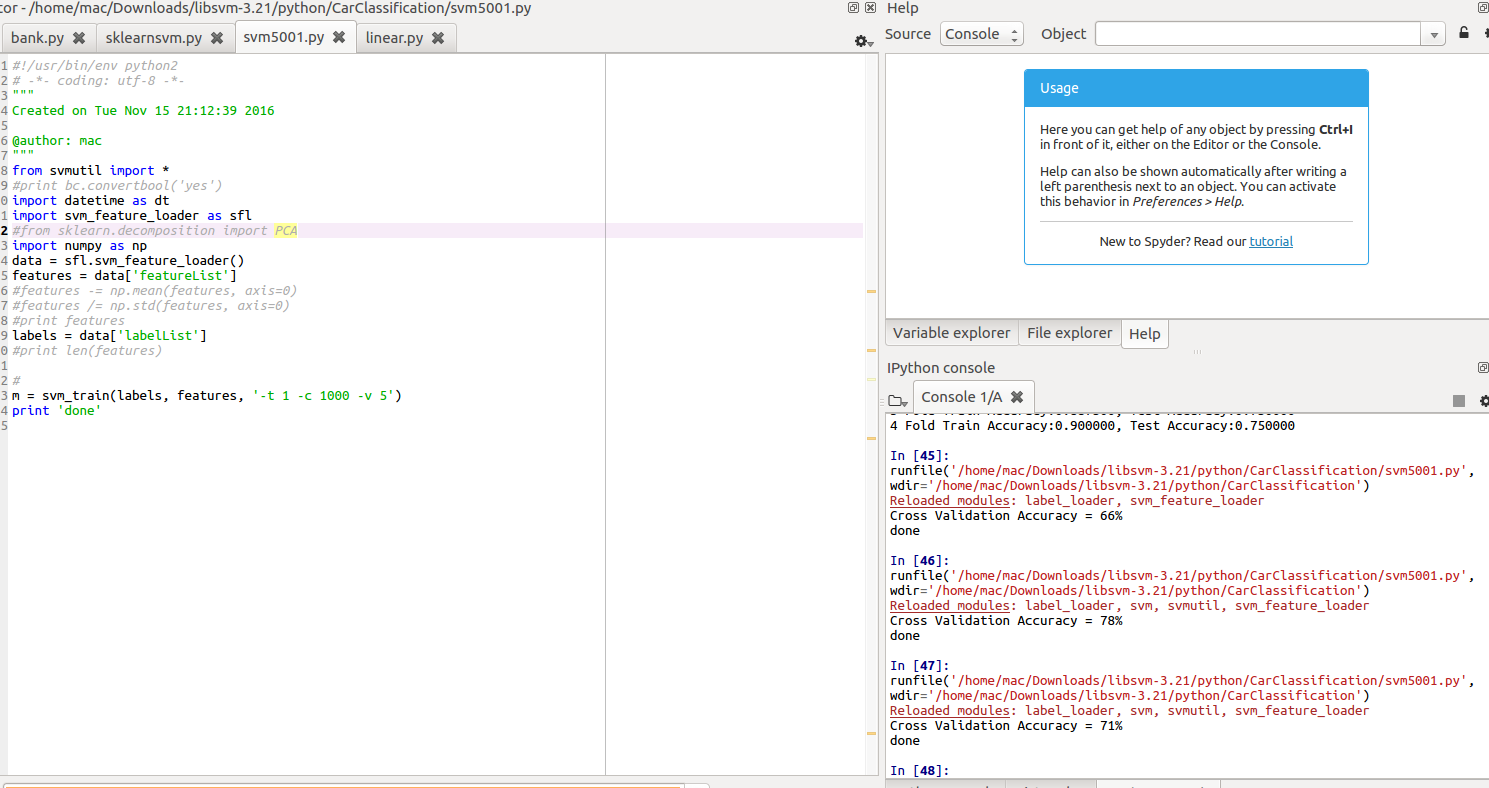 tor - /home/mac/Downloads/libsvm-3.21/python/CarClassification/svm5001.py
bank.py
sklearnsvm.py
svm5001.py
linear.py
1 #!/usr/bin/env python2
2 # -*- coding: utf-8 -*-
3 """
4 Created on Tue Nov 15 21:12:39 2016
5
6 @author: mac
7 """
8 from svmutil import *
9 #print bc.convertbool('yes')
0 import datetime as dt
1 import svm_feature_loader as sfl
2 #from sklearn.decomposition import PCA
3 import numpy as np
4 data = sfl.svm_feature_loader()
5 features = data['featureList']
6 #features -= np.mean(features, axis=0)
7 #features /= np.std(features, axis=0)
8 #print features
9 labels = data['labelList']
0 #print len(features)
1
2 #
3 m = svm_train(labels, features, '-t 1 -c 1000 -v 5')
4 print 'done'
5
Help
Source Console Object
Usage
Here you can get help of any object by pressing Ctrl+I
in front of it, either on the Editor or the Console.
Help can also be shown automatically after writing a
left parenthesis next to an object. You can activate
this behavior in Preferences > Help.
New to Spyder? Read our tutorial
Variable explorer File explorer Help
IPython console
Console 1/A
4 Fold Train Accuracy:0.900000, Test Accuracy:0.750000
In [45]:
runfile('/home/mac/Downloads/libsvm-3.21/python/CarClassification/svm5001.py',
wdir='/home/mac/Downloads/libsvm-3.21/python/CarClassification')
Reloaded modules: label_loader, svm_feature_loader
Cross Validation Accuracy = 66%
done
In [46]:
runfile('/home/mac/Downloads/libsvm-3.21/python/CarClassification/svm5001.py',
wdir='/home/mac/Downloads/libsvm-3.21/python/CarClassification')
Reloaded modules: label_loader, svm, svmutil, svm_feature_loader
Cross Validation Accuracy = 78%
done
In [47]:
runfile('/home/mac/Downloads/libsvm-3.21/python/CarClassification/svm5001.py',
wdir='/home/mac/Downloads/libsvm-3.21/python/CarClassification')
Reloaded modules: label_loader, svm, svmutil, svm_feature_loader
Cross Validation Accuracy = 71%
done
In [48]: